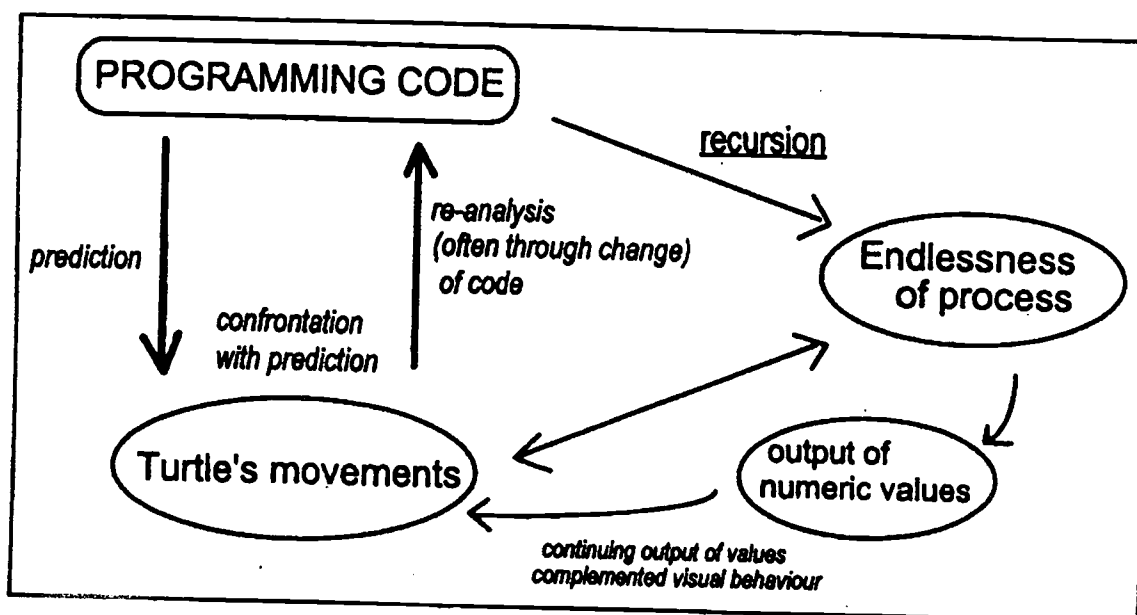 PROGRAMMING CODE
recursion
prediction
re-analysis
(often through change)
of code
confrontation
with prediction
Endlessness
of process
Turtle's movements
output of
numeric values
continuing output of values
complemented visual behaviour